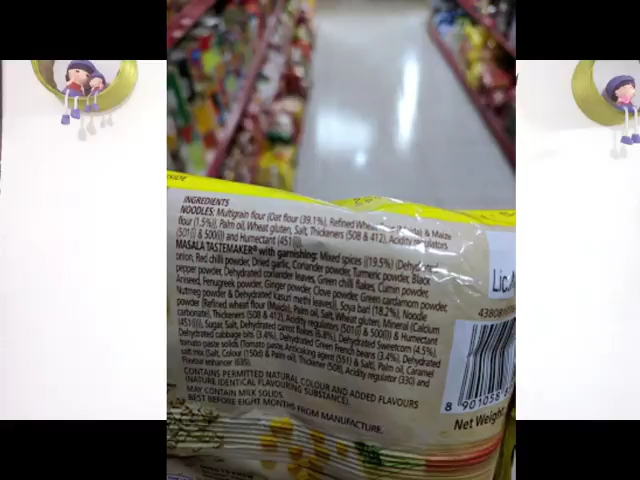 INGREDIENTS
NOODLES: Multigrain flour (Oat flour (39.1%), Refined & Maize
flour (1.5%)), Palm oil, Wheat gluten, Salt, Thickeners (508 & 412), Acidity regulators
(501(i) & 500(i)) and Humectant (451(i)).
MASALA TASTEMAKER® with garnishing: Mixed spices ((19.5%) (Dehydrated
onion, Red chilli powder, Dried garlic, Coriander powder, Turmeric powder, Black
pepper powder, Dehydrated coriander leaves, Green chilli flakes, Cumin powder,
Aniseed, Fenugreek powder, Ginger powder, Clove powder, Green cardamom powder,
Nutmeg powder & Dehydrated kasuri methi leaves)), Soya bari (18.2%), Noodle
powder (Refined wheat flour (Maida), Palm oil, Salt, Wheat gluten, Mineral (Calcium
carbonate), Thickeners (508 & 412), Acidity regulators (501(i) & 500(i)) & Humectant
(451(i))), Sugar, Salt, Dehydrated carrot flakes (6.8%), Dehydrated Sweetcorn (4.5%),
Dehydrated cabbage bits (3.4%), Dehydrated Green French beans (3.4%), Dehydrated
tomato paste solids (Tomato paste, Anticaking agent (551) & Salt), Palm oil, Caramel
salt mix (Salt, Colour (150d) & Palm oil), Thickener (508), Acidity regulator (330) and
Flavour enhancer (635).
CONTAINS PERMITTED NATURAL COLOUR AND ADDED FLAVOURS
(NATURE IDENTICAL FLAVOURING SUBSTANCE).
MAY CONTAIN MILK SOLIDS.
BEST BEFORE EIGHT MONTHS FROM MANUFACTURE.
Lic.
43808
8 901058
Net Weight